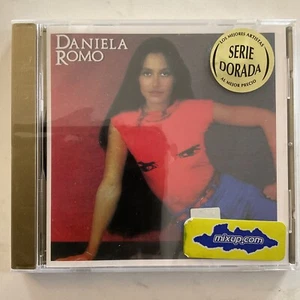 DANIELA
ROMO
LOS MEJORES ARTISTAS
SERIE
DORADA
AL MEJOR PRECIO
mixup.com